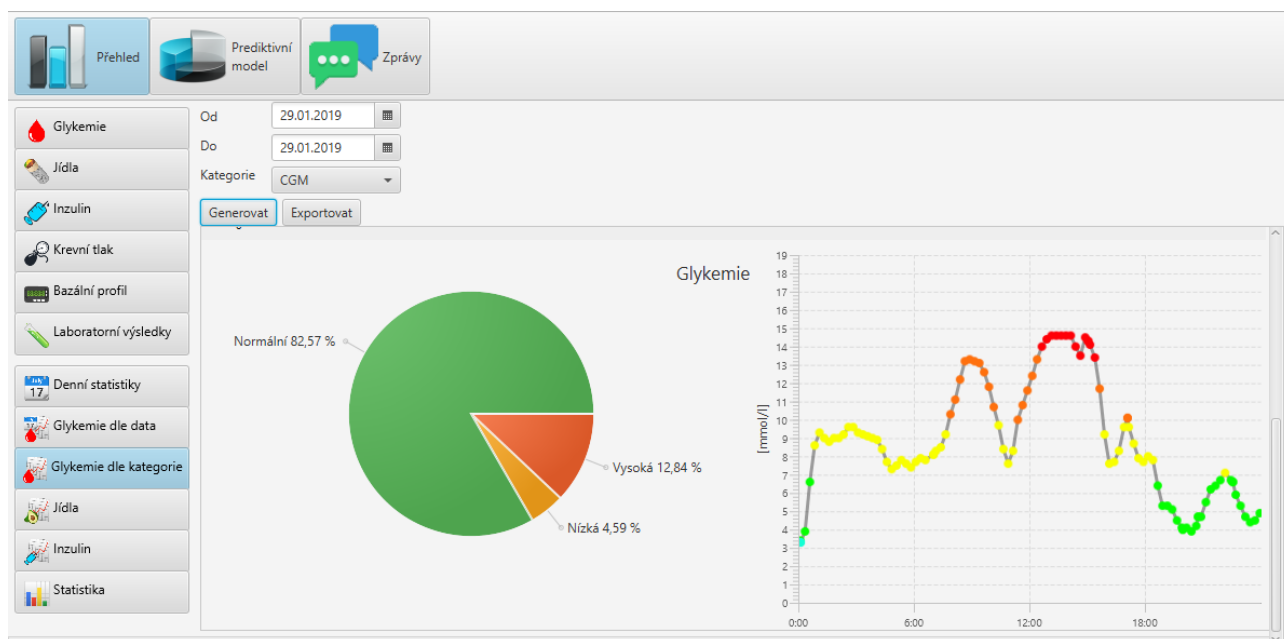 Přehled
Prediktivní
model
Zprávy
Glykemie
Jídla
Inzulin
Krevní tlak
Bazální profil
Laboratorní výsledky
July
17
Denní statistiky
Glykemie dle data
Glykemie dle kategorie
Jídla
Inzulin
Statistika
Od
29.01.2019
Do
29.01.2019
Kategorie
CGM
Generovat
Exportovat
Normální 82,57 %
Vysoká 12,84 %
Nízká 4,59 %
Glykemie
[mmol/l]
19
18
17
16
15
14
13
12
11
10
9
8
7
6
5
4
3
2
1
0
0:00
6:00
12:00
18:00